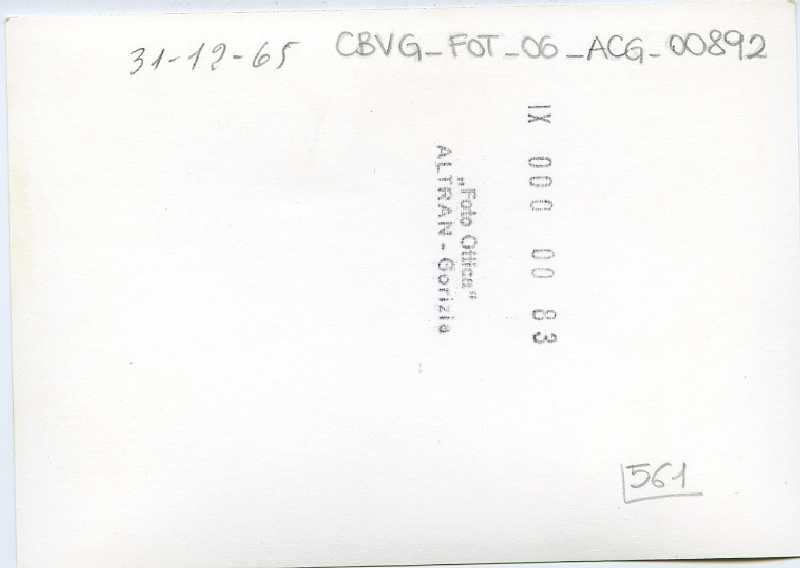 31-12-65 CBVG_FOT_06_ACG_00892
IX 000 00 83
„Foto Ottica“
ALTRAN - Gorizia
561